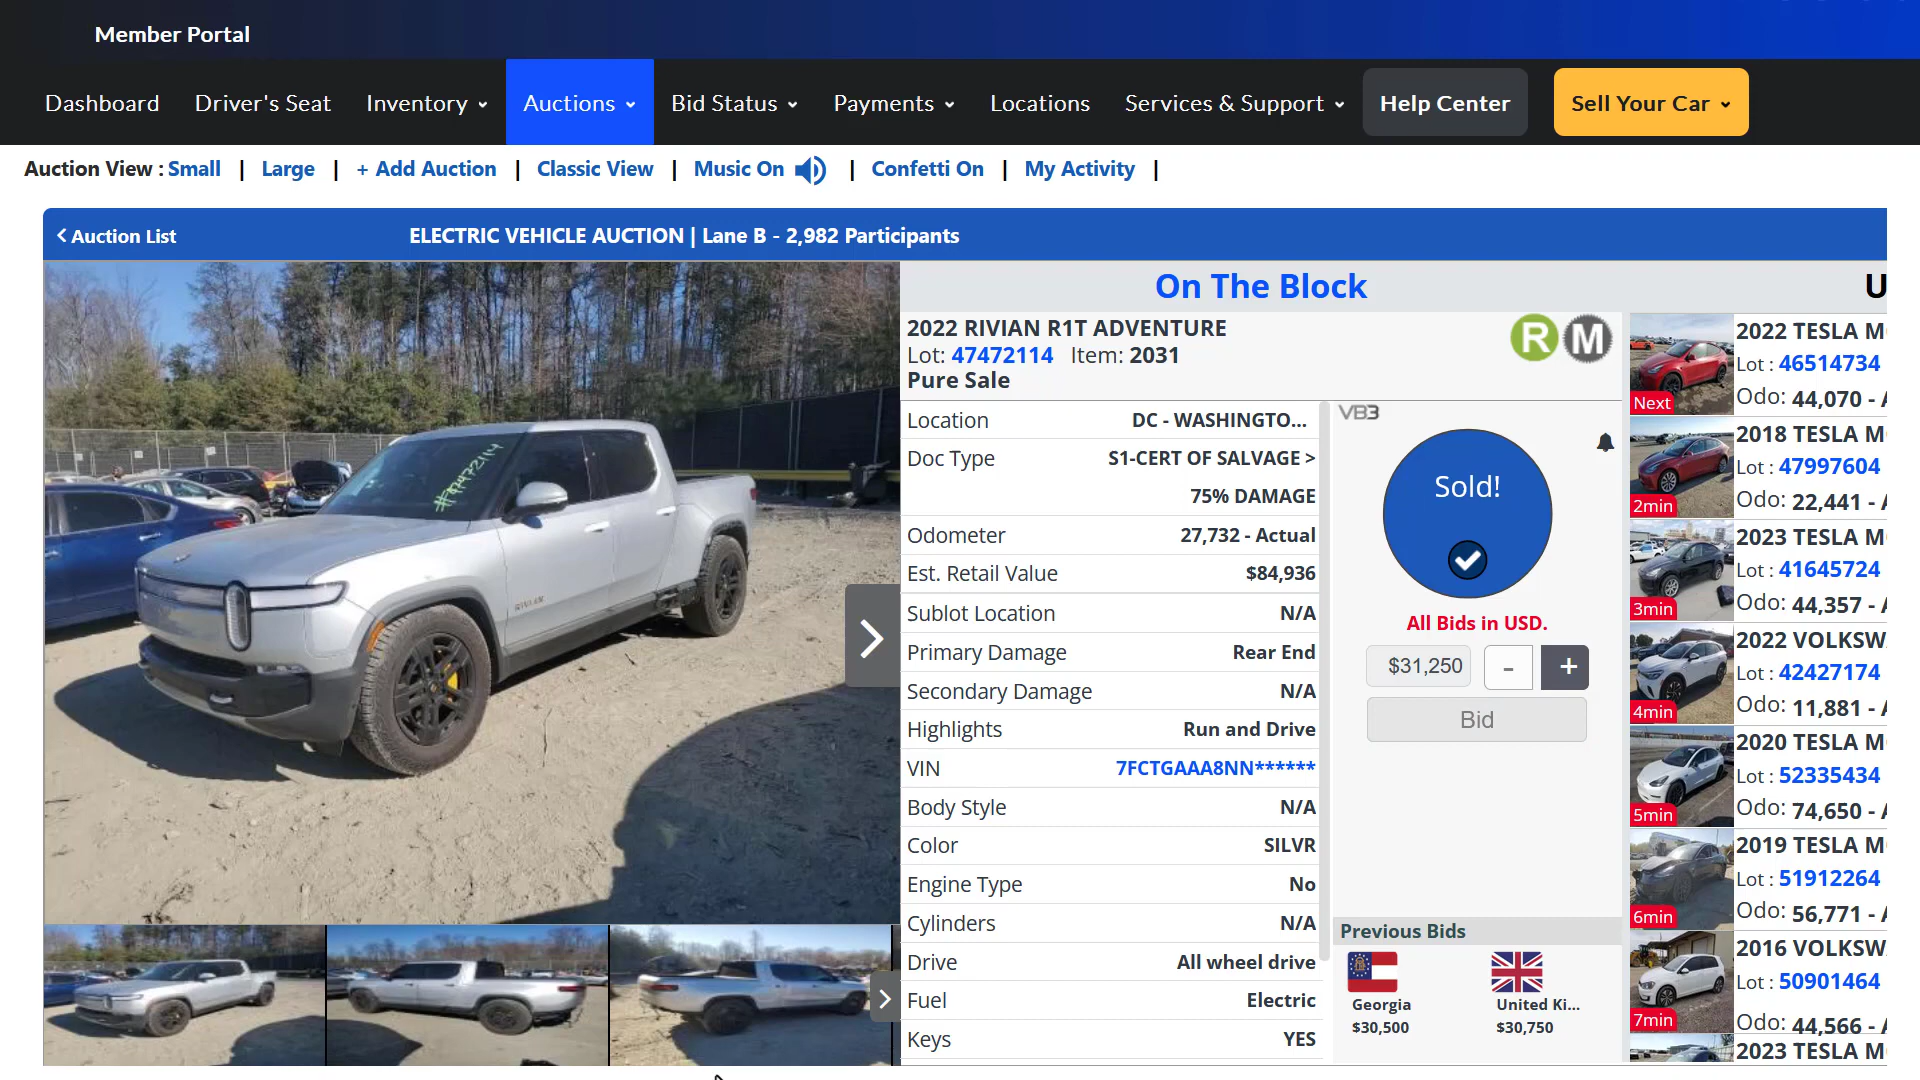 Member Portal
Dashboard Driver's Seat Inventory Auctions Bid Status Payments Locations Services & Support Help Center Sell Your Car
Auction View : Small | Large | + Add Auction | Classic View | Music On | Confetti On | My Activity |
Auction List
ELECTRIC VEHICLE AUCTION | Lane B - 2,982 Participants
#47472114
RIVIAN
On The Block
2022 RIVIAN R1T ADVENTURE
Lot: 47472114 Item: 2031
Pure Sale
R M
Location DC - WASHINGTO...
Doc Type S1-CERT OF SALVAGE >
75% DAMAGE
Odometer 27,732 - Actual
Est. Retail Value $84,936
Sublot Location N/A
Primary Damage Rear End
Secondary Damage N/A
Highlights Run and Drive
VIN 7FCTGAAA8NN******
Body Style N/A
Color SILVR
Engine Type No
Cylinders N/A
Drive All wheel drive
Fuel Electric
Keys YES
VB3
Sold!
All Bids in USD.
$31,250 - +
Bid
Previous Bids
Georgia
$30,500
United Ki...
$30,750
U
2022 TESLA M
Lot : 46514734
Odo: 44,070 - A
Next
2018 TESLA M
Lot : 47997604
Odo: 22,441 - A
2min
2023 TESLA M
Lot : 41645724
Odo: 44,357 - A
3min
2022 VOLKSW
Lot : 42427174
Odo: 11,881 - A
4min
2020 TESLA M
Lot : 52335434
Odo: 74,650 - A
5min
2019 TESLA M
Lot : 51912264
Odo: 56,771 - A
6min
2016 VOLKSW
Lot : 50901464
Odo: 44,566 - A
7min
2023 TESLA M